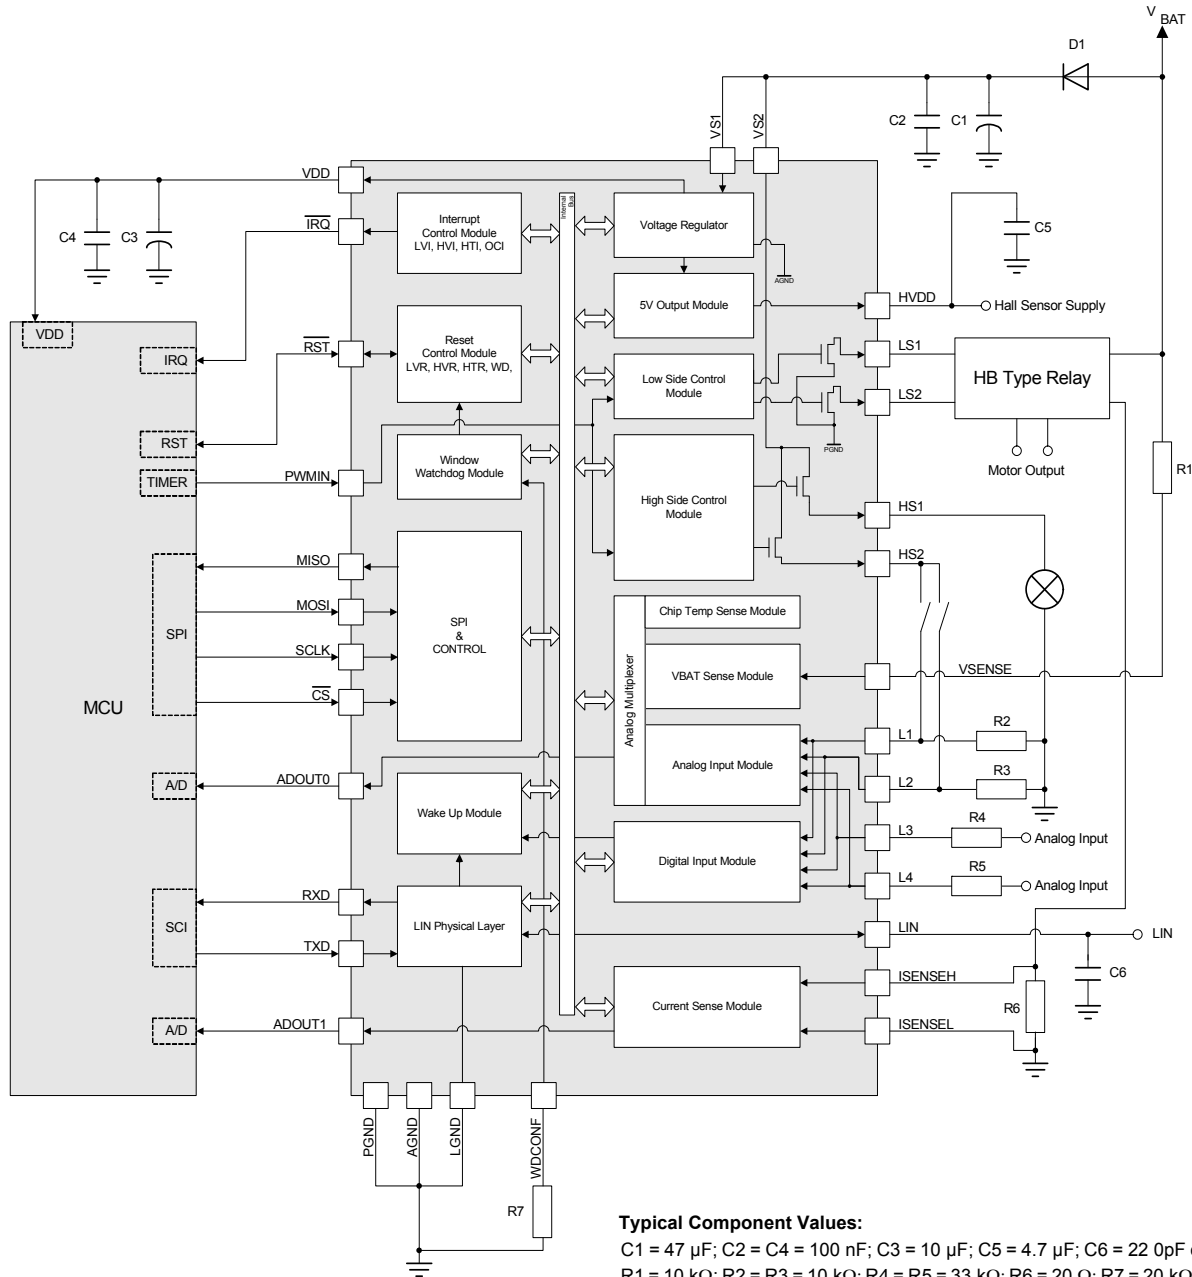 V BAT
D1
C2
C1
VS1
VS2
VDD
IRQ
C4
C3
Interrupt
Control Module
LVI, HVI, HTI, OCI
Internal
Bus
Voltage Regulator
AGND
C5
5V Output Module
HVDD
Hall Sensor Supply
VDD
IRQ
RST
Reset
Control Module
LVR, HVR, HTR, WD,
Low Side Control
Module
LS1
LS2
PGND
HB Type Relay
Motor Output
R1
RST
TIMER
PWMIN
Window
Watchdog Module
High Side Control
Module
HS1
HS2
MISO
MOSI
SCLK
CS
SPI
SPI
&
CONTROL
MCU
Analog Multiplexer
Chip Temp Sense Module
VBAT Sense Module
VSENSE
Analog Input Module
L1
R2
L2
R3
A/D
ADOUT0
Wake Up Module
Digital Input Module
L3
R4
Analog Input
L4
R5
Analog Input
SCI
RXD
TXD
LIN Physical Layer
LIN
LIN
C6
ISENSEH
Current Sense Module
R6
ISENSEL
A/D
ADOUT1
PGND
AGND
LGND
WDCONF
R7
Typical Component Values:
C1 = 47 µF; C2 = C4 = 100 nF; C3 = 10 µF; C5 = 4.7 µF; C6 = 22 0pF
R1 = 10 kΩ; R2 = R3 = 10 kΩ; R4 = R5 = 33 kΩ; R6 = 20 Ω; R7 = 20 kΩ